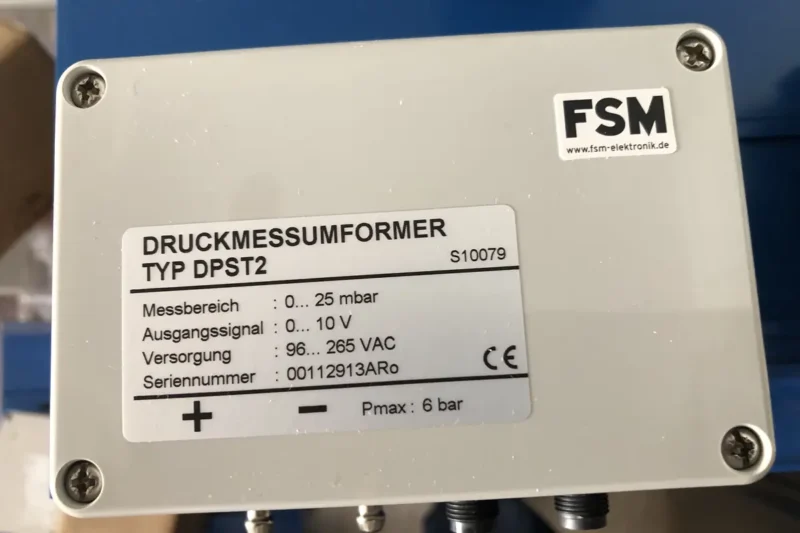 FSM
www.fsm-elektronik.de
DRUCKMESSUMFORMER
TYP DPST2 S10079
Messbereich : 0... 25 mbar
Ausgangssignal : 0... 10 V
Versorgung : 96... 265 VAC
Seriennummer : 00112913ARo
CE
+ − Pmax : 6 bar